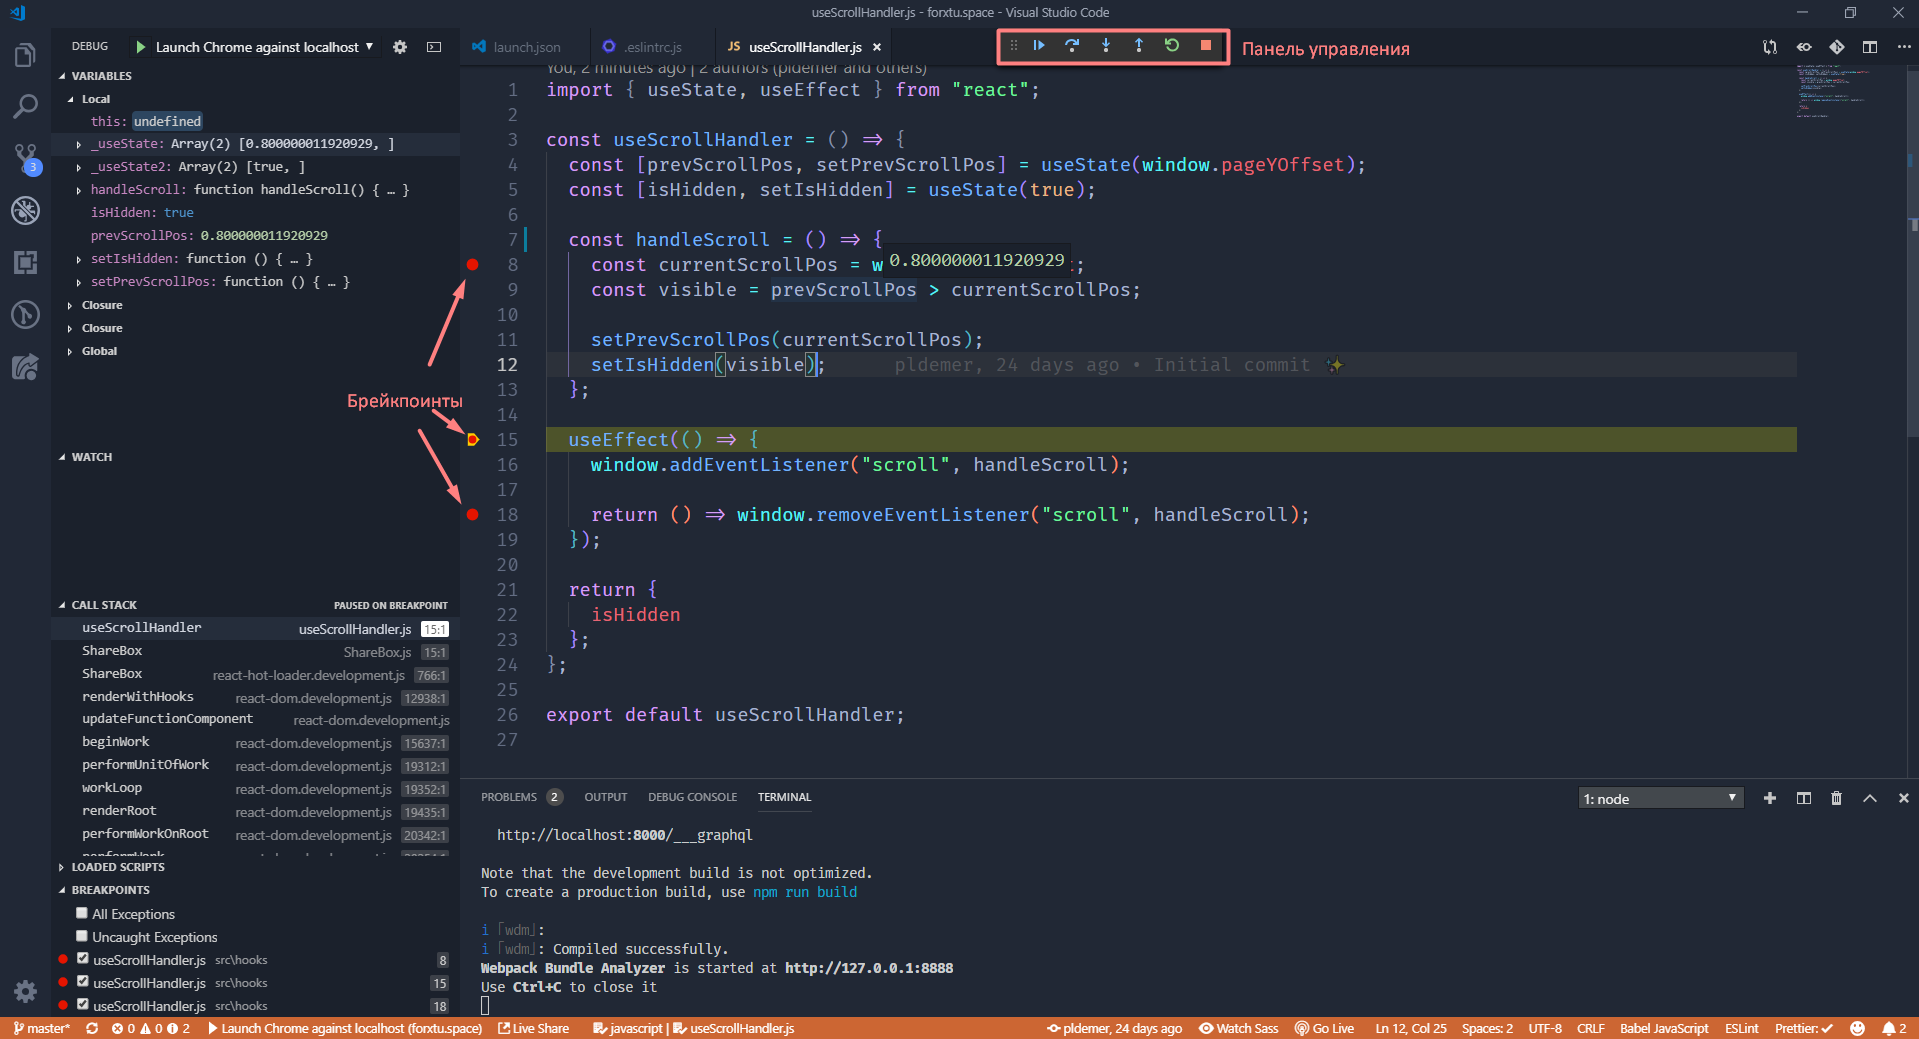 useScrollHandler.js - forxtu.space - Visual Studio Code
DEBUG Launch Chrome against localhost
launch.json
.eslintrc.js
JS useScrollHandler.js
Панель управления
VARIABLES
Local
this: undefined
_useState: Array(2) [0.800000011920929, ]
_useState2: Array(2) [true, ]
handleScroll: function handleScroll() { … }
isHidden: true
prevScrollPos: 0.800000011920929
setIsHidden: function () { … }
setPrevScrollPos: function () { … }
Closure
Closure
Global
3
Брейкпоинты
WATCH
CALL STACK PAUSED ON BREAKPOINT
useScrollHandler useScrollHandler.js 15:1
ShareBox ShareBox.js 15:1
ShareBox react-hot-loader.development.js 766:1
renderWithHooks react-dom.development.js 12938:1
updateFunctionComponent react-dom.development.js
beginWork react-dom.development.js 15637:1
performUnitOfWork react-dom.development.js 19312:1
workLoop react-dom.development.js 19352:1
renderRoot react-dom.development.js 19435:1
performWorkOnRoot react-dom.development.js 20342:1
performWork react-dom.development.js
LOADED SCRIPTS
BREAKPOINTS
All Exceptions
Uncaught Exceptions
useScrollHandler.js src\hooks 8
useScrollHandler.js src\hooks 15
useScrollHandler.js src\hooks 18
You, 2 minutes ago | 2 authors (pldemer and others)
1 import { useState, useEffect } from "react";
2
3 const useScrollHandler = () => {
4 const [prevScrollPos, setPrevScrollPos] = useState(window.pageYOffset);
5 const [isHidden, setIsHidden] = useState(true);
6
7 const handleScroll = () => {
8 const currentScrollPos = w 0.800000011920929 ;
9 const visible = prevScrollPos > currentScrollPos;
10
11 setPrevScrollPos(currentScrollPos);
12 setIsHidden(visible); pldemer, 24 days ago • Initial commit ✨
13 };
14
15 useEffect(() => {
16 window.addEventListener("scroll", handleScroll);
17
18 return () => window.removeEventListener("scroll", handleScroll);
19 });
20
21 return {
22 isHidden
23 };
24 };
25
26 export default useScrollHandler;
27
PROBLEMS 2 OUTPUT DEBUG CONSOLE TERMINAL 1: node
http://localhost:8000/___graphql
Note that the development build is not optimized.
To create a production build, use npm run build
i ｢wdm｣:
i ｢wdm｣: Compiled successfully.
Webpack Bundle Analyzer is started at http://127.0.0.1:8888
Use Ctrl+C to close it
master* 0 0 2 Launch Chrome against localhost (forxtu.space) Live Share javascript | useScrollHandler.js pldemer, 24 days ago Watch Sass Go Live Ln 12, Col 25 Spaces: 2 UTF-8 CRLF Babel JavaScript ESLint Prettier: ✓ 2